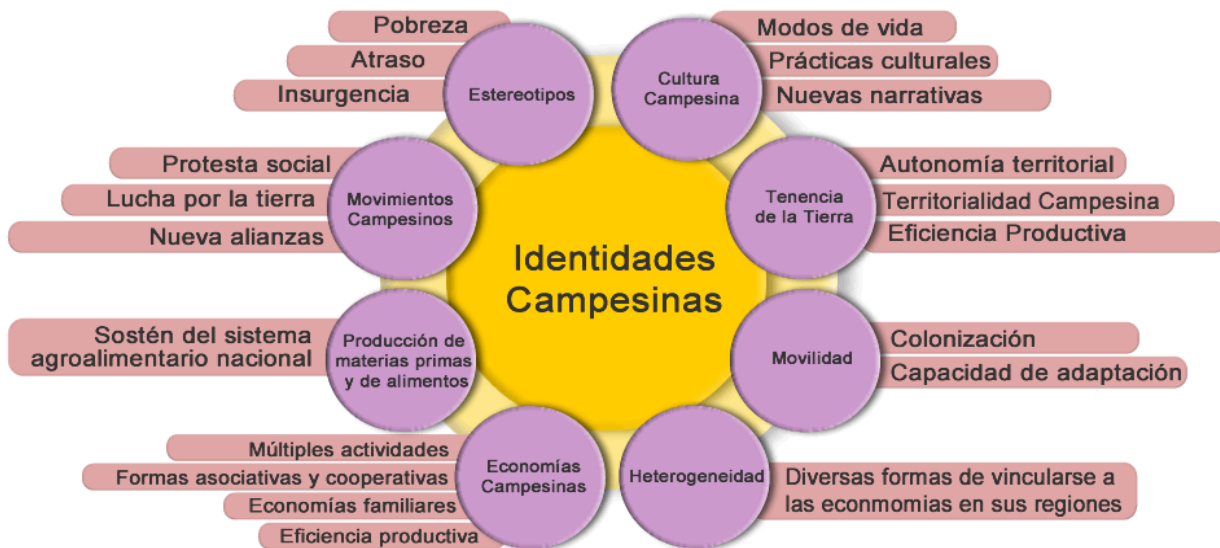 Identidades
Campesinas
Estereotipos
Pobreza
Atraso
Insurgencia
Cultura
Campesina
Modos de vida
Prácticas culturales
Nuevas narrativas
Tenencia
de la Tierra
Autonomía territorial
Territorialidad Campesina
Eficiencia Productiva
Movilidad
Colonización
Capacidad de adaptación
Heterogeneidad
Diversas formas de vincularse a
las econmomias en sus regiones
Economías
Campesinas
Múltiples actividades
Formas asociativas y cooperativas
Economías familiares
Eficiencia productiva
Producción de
materias primas
y de alimentos
Sostén del sistema
agroalimentario nacional
Movimientos
Campesinos
Protesta social
Lucha por la tierra
Nueva alianzas